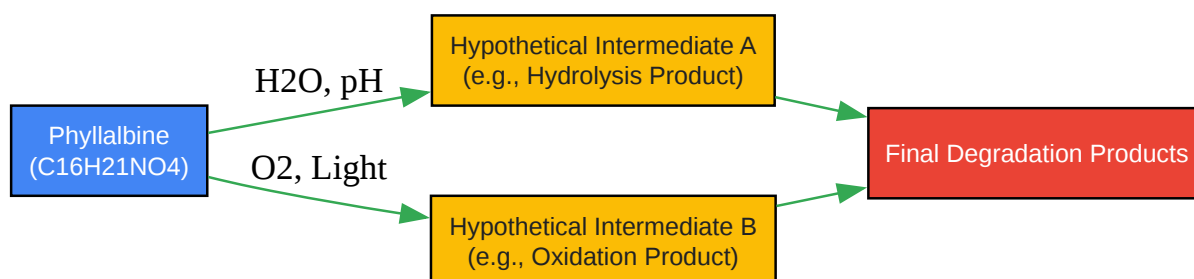 Phyllalbine
(C16H21NO4)
H2O, pH
O2, Light
Hypothetical Intermediate A
(e.g., Hydrolysis Product)
Hypothetical Intermediate B
(e.g., Oxidation Product)
Final Degradation Products